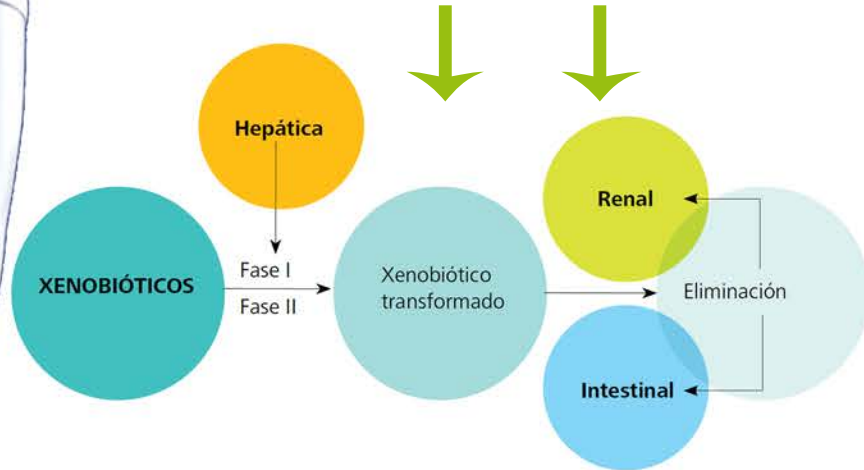 Hepática
XENOBIÓTICOS
Fase I
Fase II
Xenobiótico
transformado
Renal
Eliminación
Intestinal